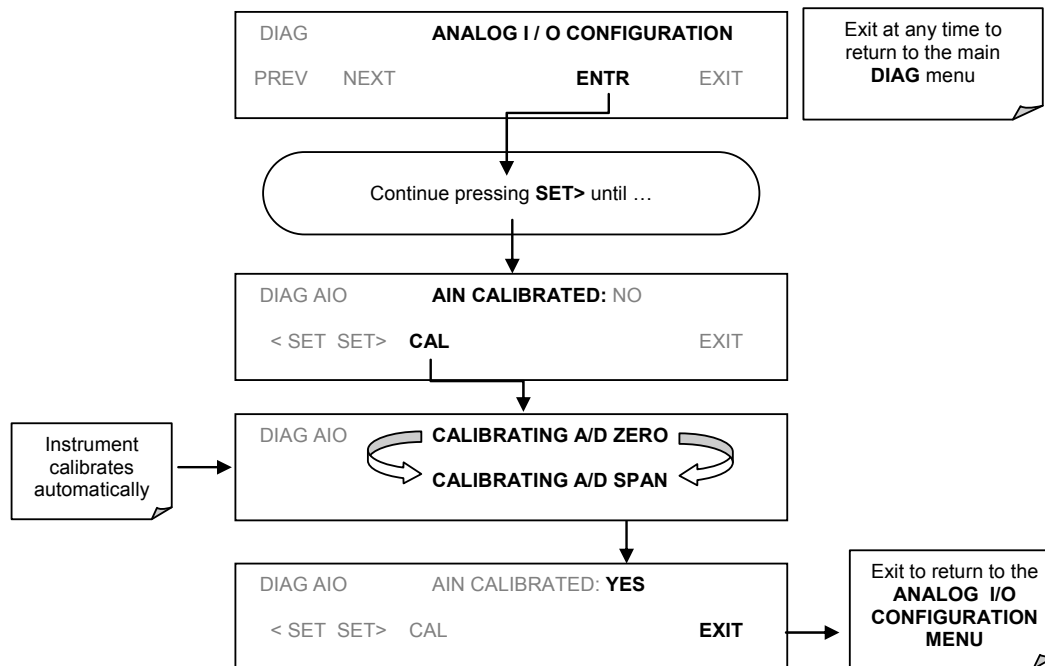 DIAG ANALOG I / O CONFIGURATION
PREV NEXT ENTR EXIT
Exit at any time to
return to the main
DIAG menu
Continue pressing SET> until …
DIAG AIO AIN CALIBRATED: NO
< SET SET> CAL EXIT
Instrument
calibrates
automatically
DIAG AIO CALIBRATING A/D ZERO
CALIBRATING A/D SPAN
DIAG AIO AIN CALIBRATED: YES
< SET SET> CAL EXIT
Exit to return to the
ANALOG I/O
CONFIGURATION
MENU